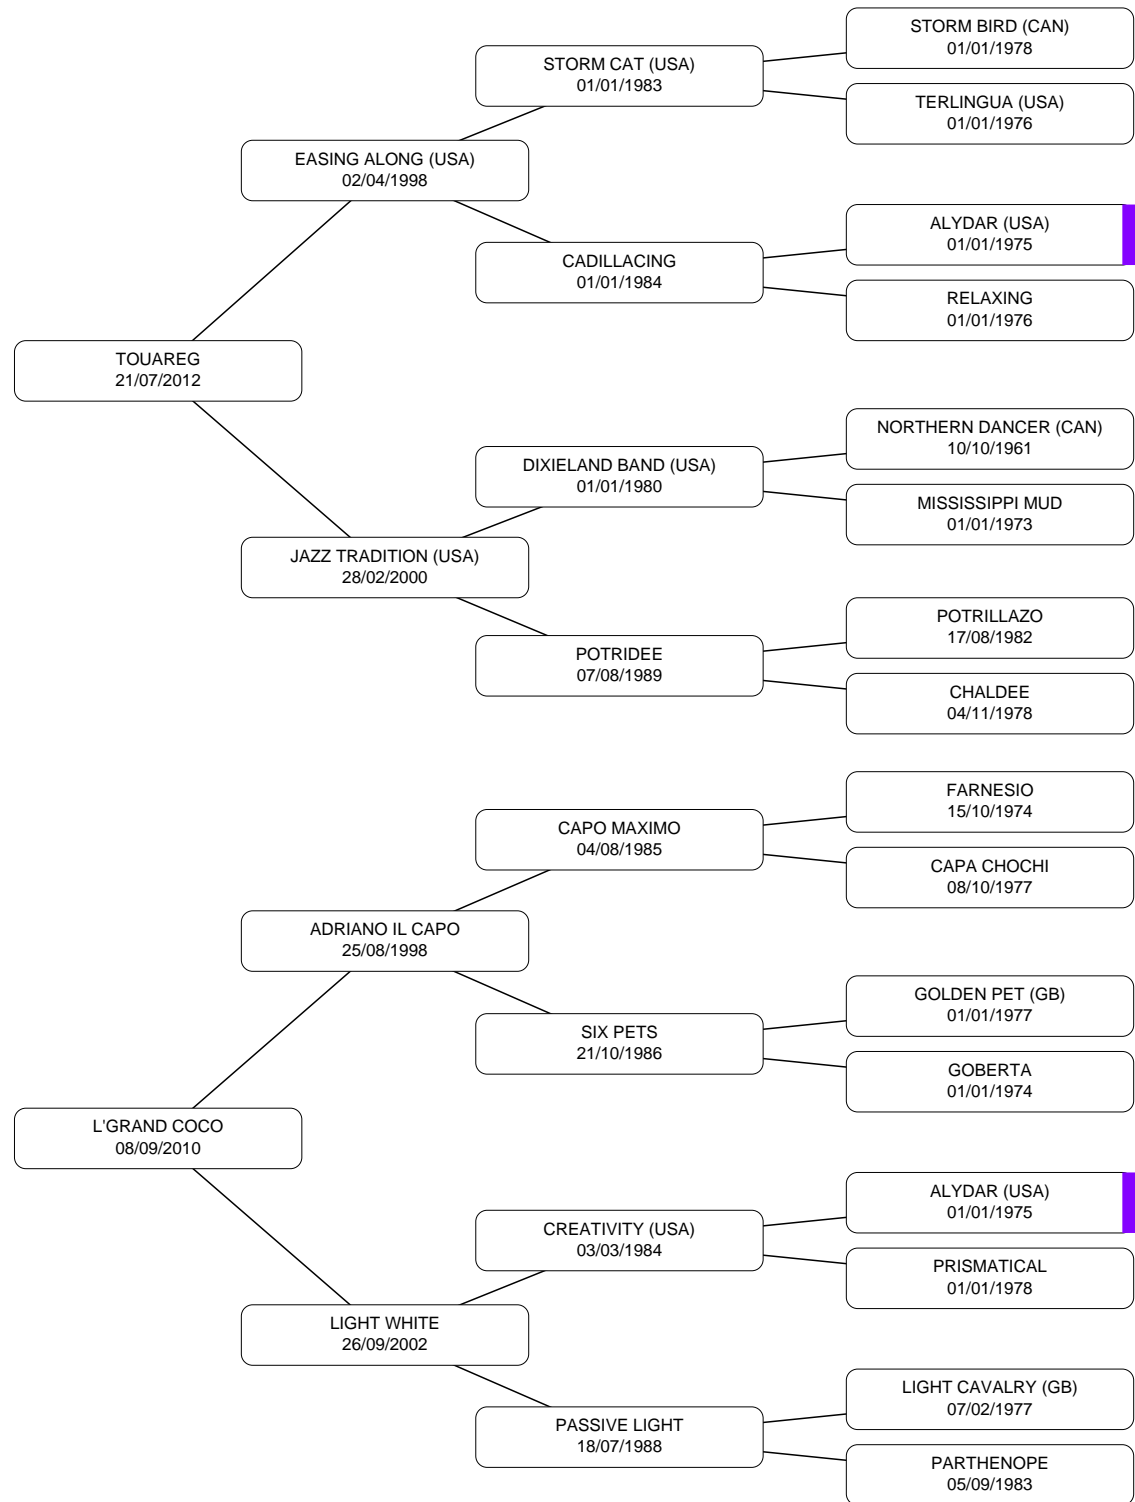 STORM BIRD (CAN)
01/01/1978
STORM CAT (USA)
01/01/1983
TERLINGUA (USA)
01/01/1976
EASING ALONG (USA)
02/04/1998
ALYDAR (USA)
01/01/1975
CADILLACING
01/01/1984
RELAXING
01/01/1976
TOUAREG
21/07/2012
NORTHERN DANCER (CAN)
10/10/1961
DIXIELAND BAND (USA)
01/01/1980
MISSISSIPPI MUD
01/01/1973
JAZZ TRADITION (USA)
28/02/2000
POTRILLAZO
17/08/1982
POTRIDEE
07/08/1989
CHALDEE
04/11/1978
FARNESIO
15/10/1974
CAPO MAXIMO
04/08/1985
CAPA CHOCHI
08/10/1977
ADRIANO IL CAPO
25/08/1998
GOLDEN PET (GB)
01/01/1977
SIX PETS
21/10/1986
GOBERTA
01/01/1974
L'GRAND COCO
08/09/2010
ALYDAR (USA)
01/01/1975
CREATIVITY (USA)
03/03/1984
PRISMATICAL
01/01/1978
LIGHT WHITE
26/09/2002
LIGHT CAVALRY (GB)
07/02/1977
PASSIVE LIGHT
18/07/1988
PARTHENOPE
05/09/1983